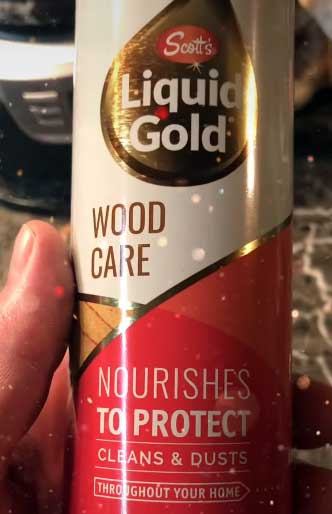 Scott's
Liquid
Gold®
WOOD
CARE
NOURISHES
TO PROTECT
CLEANS & DUSTS
THROUGHOUT YOUR HOME